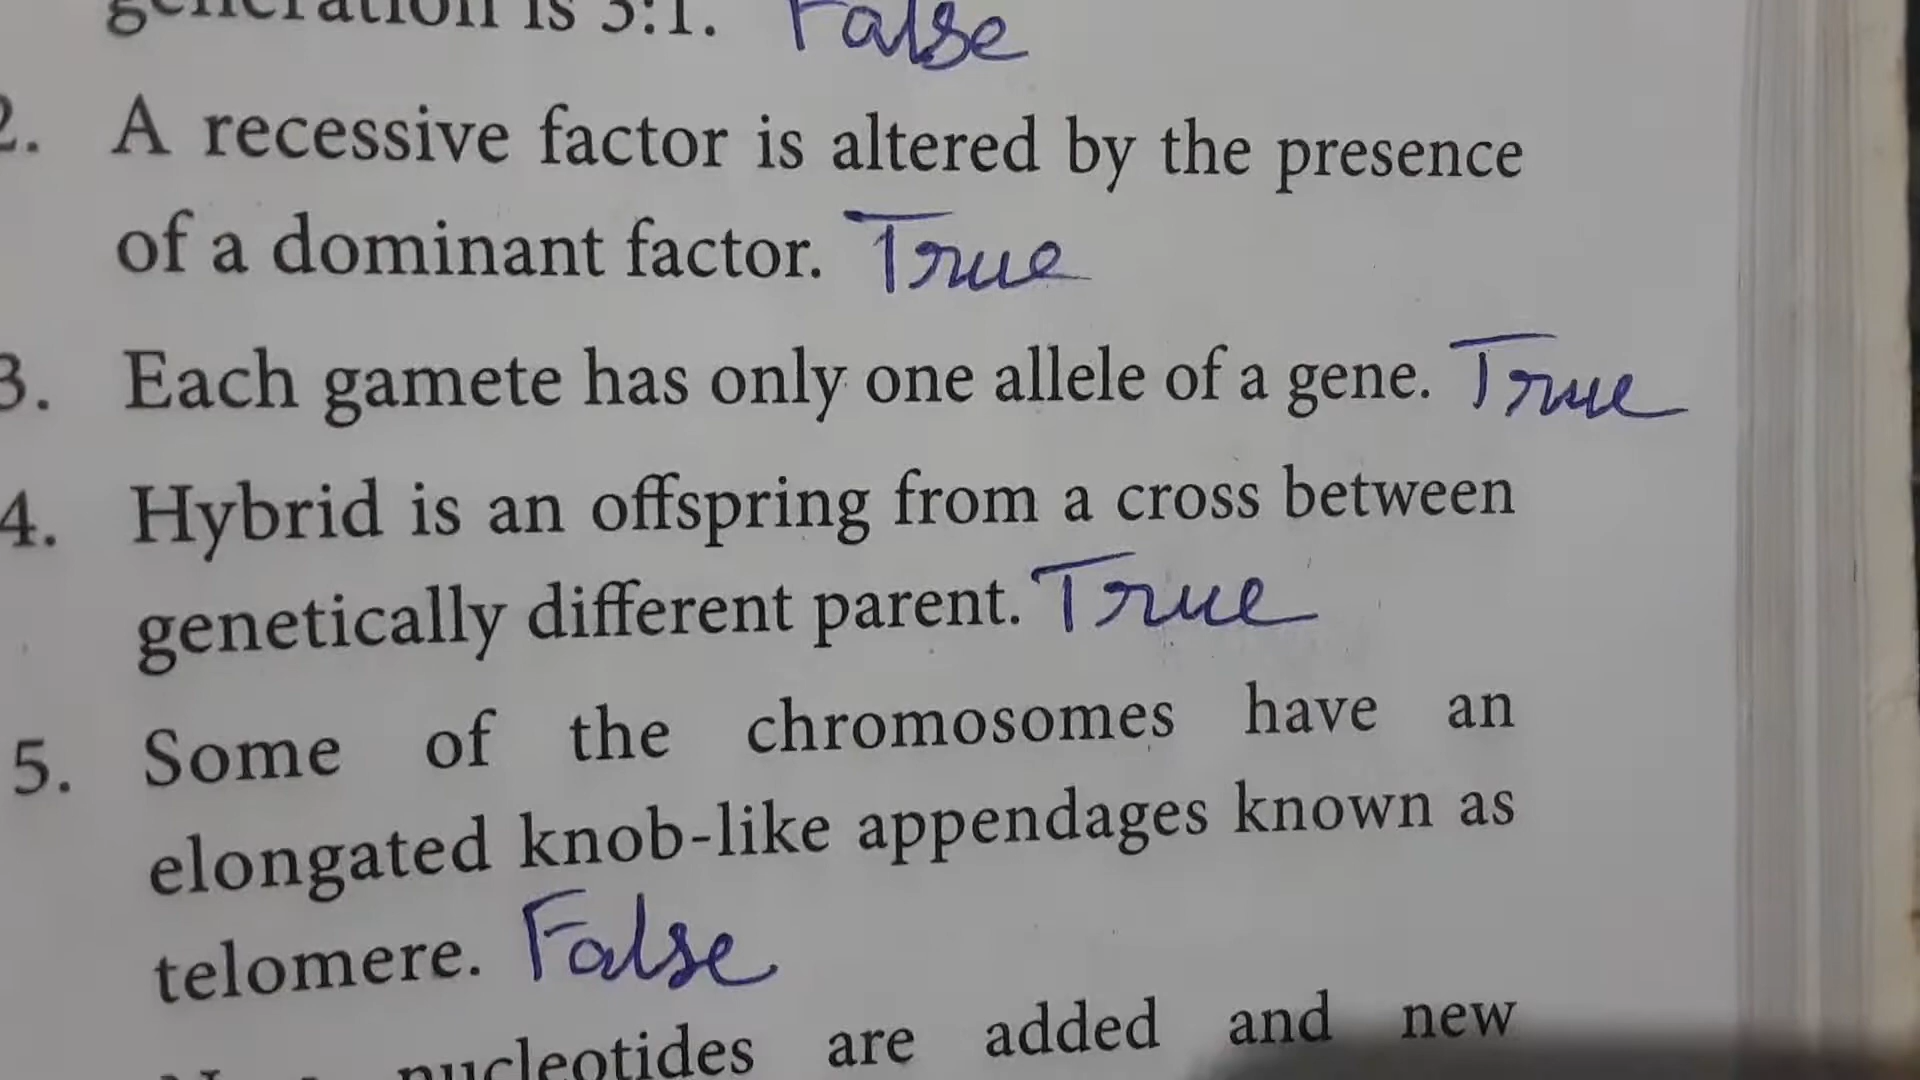 generation is 3:1. False
2. A recessive factor is altered by the presence
of a dominant factor. True
3. Each gamete has only one allele of a gene. True
4. Hybrid is an offspring from a cross between
genetically different parent. True
5. Some of the chromosomes have an
elongated knob-like appendages known as
telomere. False
nucleotides are added and new